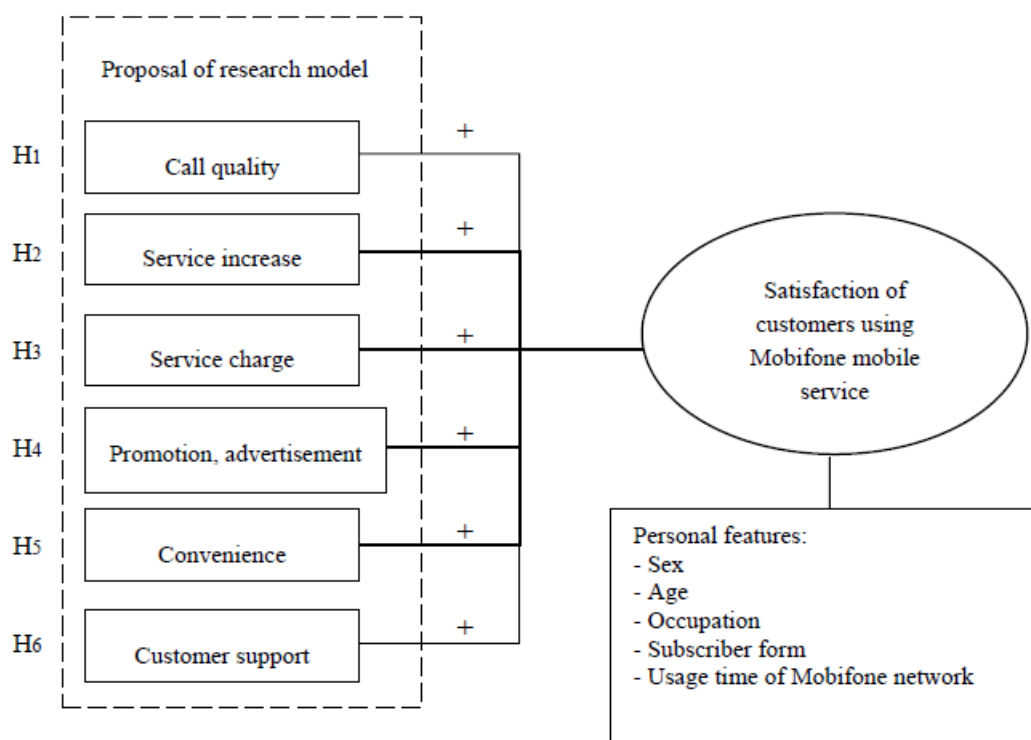 Proposal of research model
H1
Call quality
+
H2
Service increase
+
H3
Service charge
+
H4
Promotion, advertisement
+
H5
Convenience
+
H6
Customer support
+
Satisfaction of
customers using
Mobifone mobile
service
Personal features:
- Sex
- Age
- Occupation
- Subscriber form
- Usage time of Mobifone network